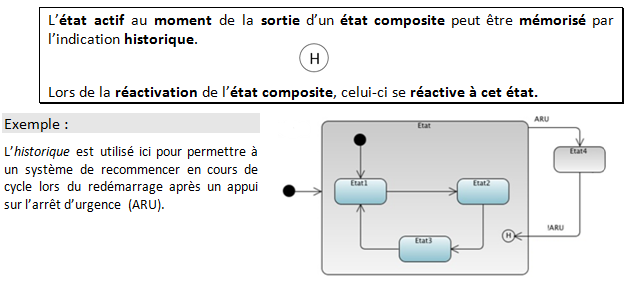 L’état actif au moment de la sortie d’un état composite peut être mémorisé par
l’indication historique.
H
Lors de la réactivation de l’état composite, celui-ci se réactive à cet état.
Exemple :
L’historique est utilisé ici pour permettre à
un système de recommencer en cours de
cycle lors du redémarrage après un appui
sur l’arrêt d’urgence (ARU).
Etat
ARU
Etat4
Etat1
Etat2
!ARU
H
Etat3